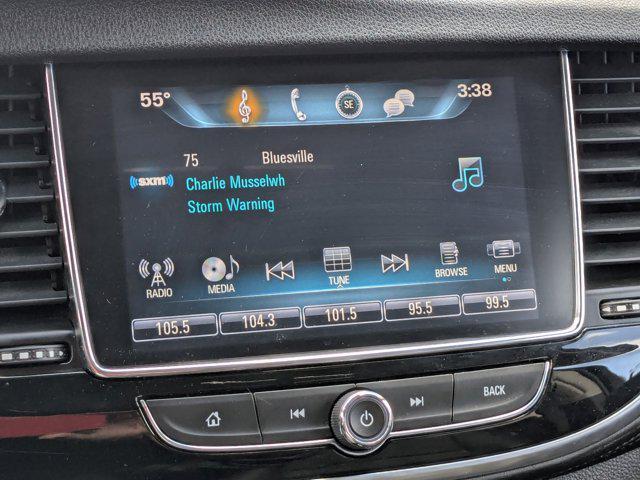 55° SE 3:38
75 Bluesville
sxm Charlie Musselwh
Storm Warning
RADIO MEDIA TUNE BROWSE MENU
105.5 104.3 101.5 95.5 99.5
BACK